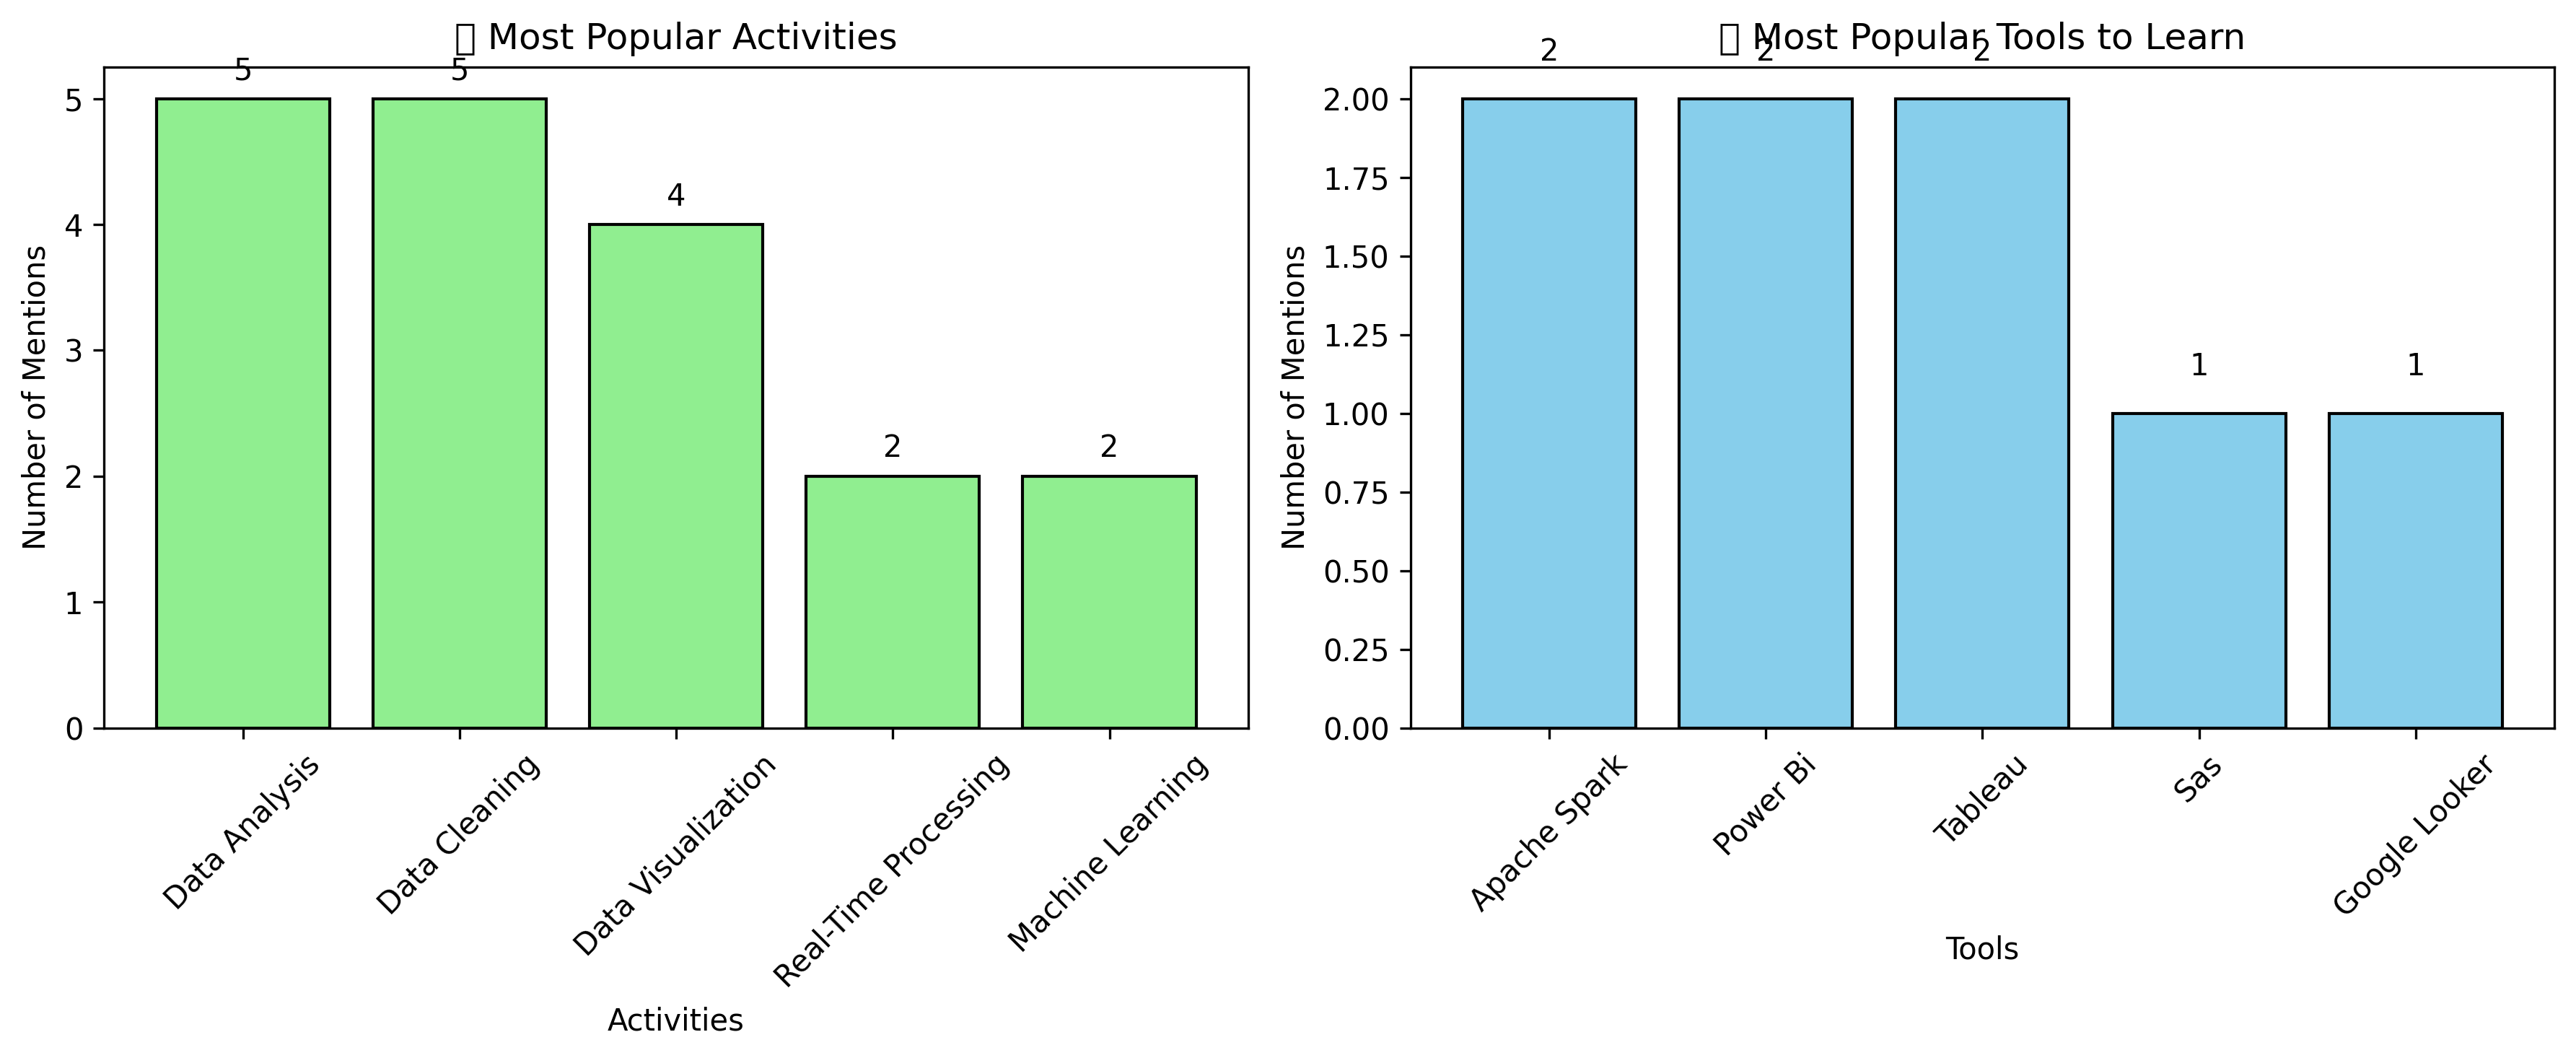 Most Popular Activities
5 5
4
2 2
5
4
3
2
1
0
Number of Mentions
Data Analysis
Data Cleaning
Data Visualization
Real-Time Processing
Machine Learning
Activities
Most Popular Tools to Learn
2 2 2
1 1
2.00
1.75
1.50
1.25
1.00
0.75
0.50
0.25
0.00
Number of Mentions
Apache Spark
Power Bi
Tableau
Sas
Google Looker
Tools